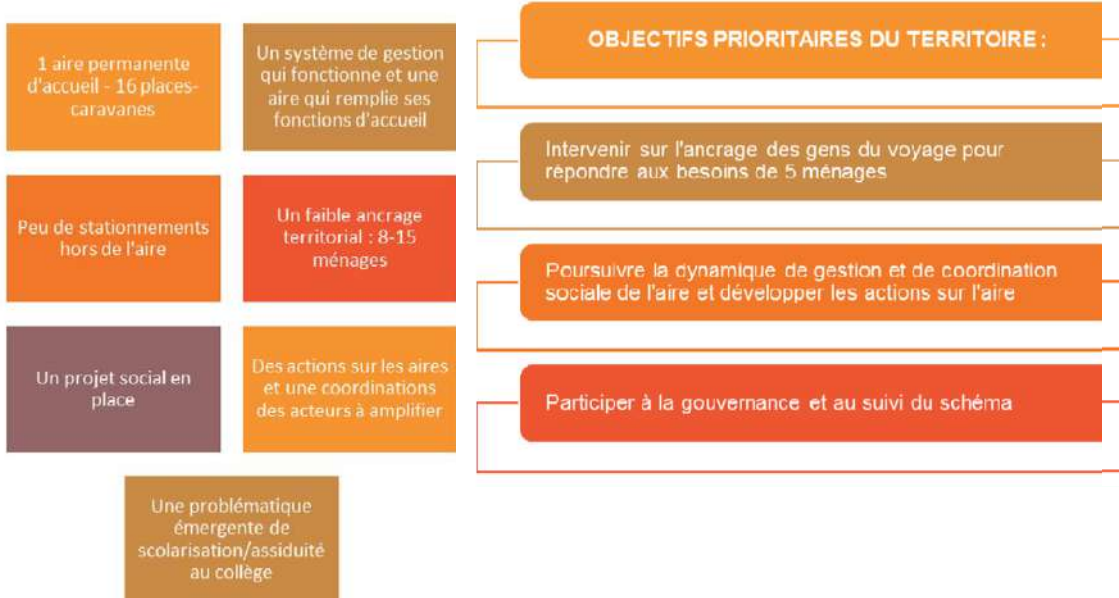 1 aire permanente
d'accueil - 16 places-
caravanes
Un système de gestion
qui fonctionne et une
aire qui remplie ses
fonctions d'accueil
Peu de stationnements
hors de l'aire
Un faible ancrage
territorial : 8-15
ménages
Un projet social en
place
Des actions sur les aires
et une coordinations
des acteurs à amplifier
Une problématique
émergente de
scolarisation/assiduité
au collège
OBJECTIFS PRIORITAIRES DU TERRITOIRE :
Intervenir sur l'ancrage des gens du voyage pour
répondre aux besoins de 5 ménages
Poursuivre la dynamique de gestion et de coordination
sociale de l'aire et développer les actions sur l'aire
Participer à la gouvernance et au suivi du schéma